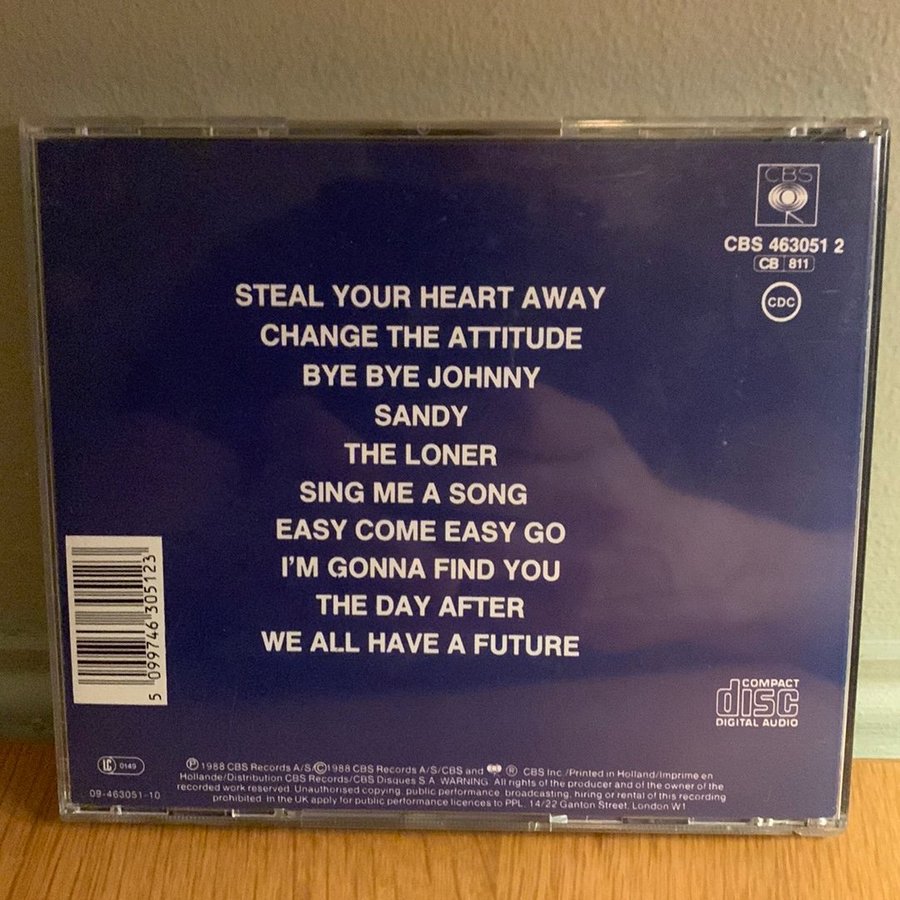 CBS
CBS 463051 2
CB 811
CDC
STEAL YOUR HEART AWAY
CHANGE THE ATTITUDE
BYE BYE JOHNNY
SANDY
THE LONER
SING ME A SONG
EASY COME EASY GO
I'M GONNA FIND YOU
THE DAY AFTER
WE ALL HAVE A FUTURE
5 099746 305123
COMPACT
disc
DIGITAL AUDIO
LC 0149
09-463051-10
Ⓟ 1988 CBS Records A/S/Ⓒ1988 CBS Records A/S/CBS and ® CBS Inc./Printed in Holland/Imprime en
Hollande/Distribution CBS Records/CBS Disques S.A. WARNING. All rights of the producer and of the owner of the
recorded work reserved. Unauthorised copying, public performance, broadcasting, hiring or rental of this recording
prohibited. In the UK apply for public performance licences to PPL. 14/22 Ganton Street, London W1